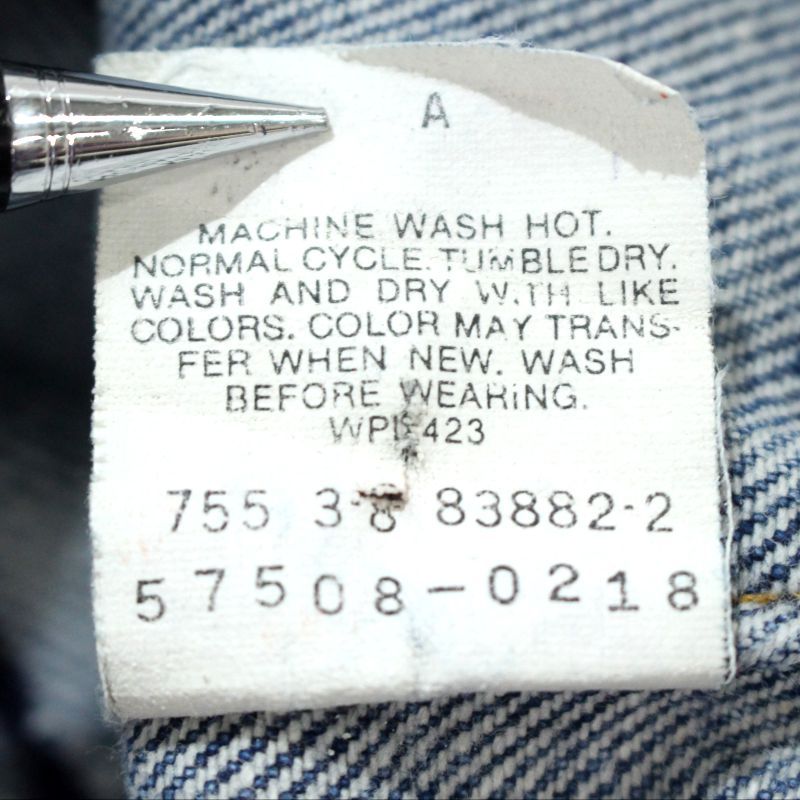 A
MACHINE WASH HOT.
NORMAL CYCLE. TUMBLE DRY.
WASH AND DRY WITH LIKE
COLORS. COLOR MAY TRANS-
FER WHEN NEW. WASH
BEFORE WEARING.
WPL 423
755 3-8 83882-2
57508-0218